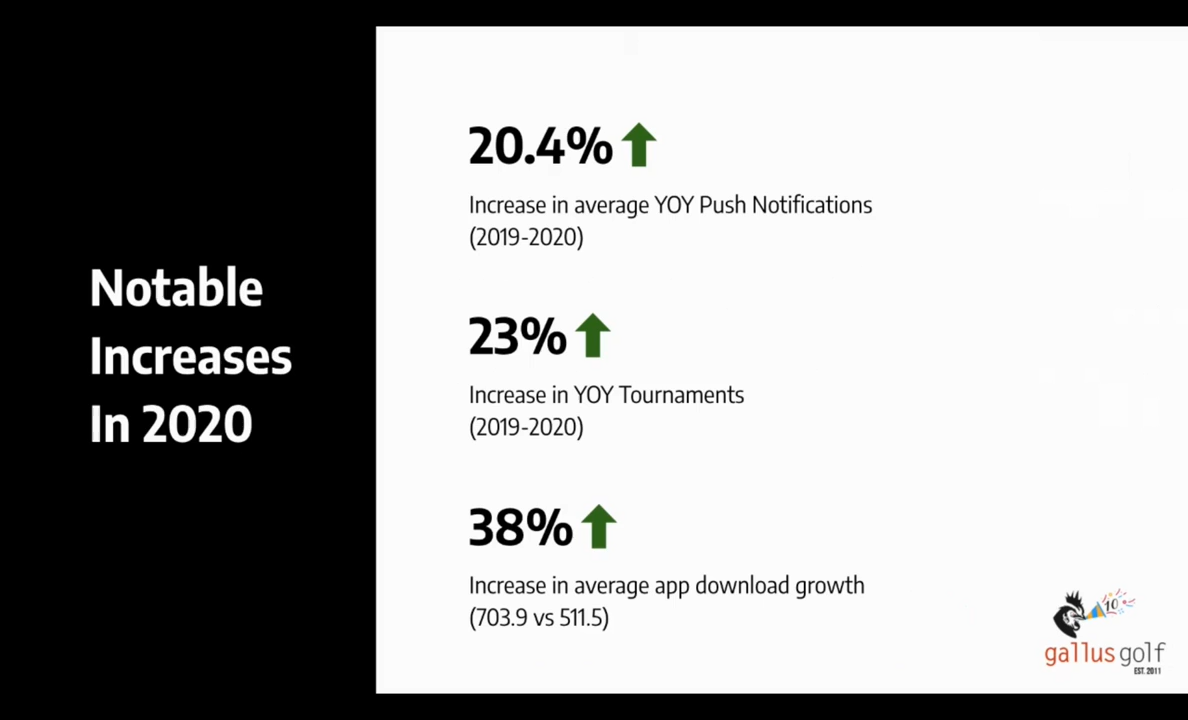 Notable
Increases
In 2020
20.4%
Increase in average YOY Push Notifications
(2019-2020)
23%
Increase in YOY Tournaments
(2019-2020)
38%
Increase in average app download growth
(703.9 vs 511.5)
10
gallus golf
EST. 2011